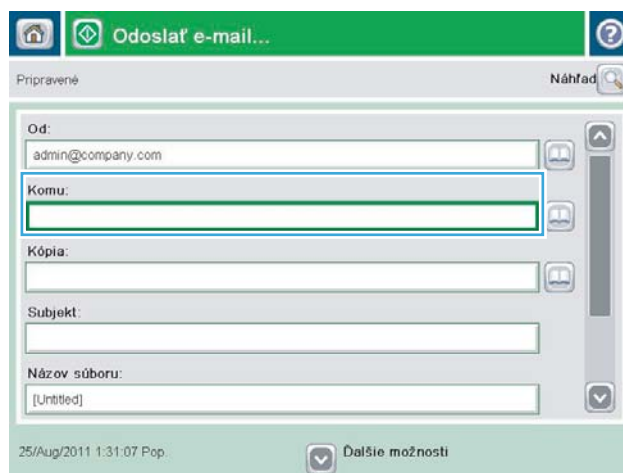 Odoslať e-mail...
Pripravené Náhľad
Od:
admin@company.com
Komu:
Kópia:
Subjekt:
Názov súboru:
[Untitled]
25/Aug/2011 1:31:07 Pop. Ďalšie možnosti